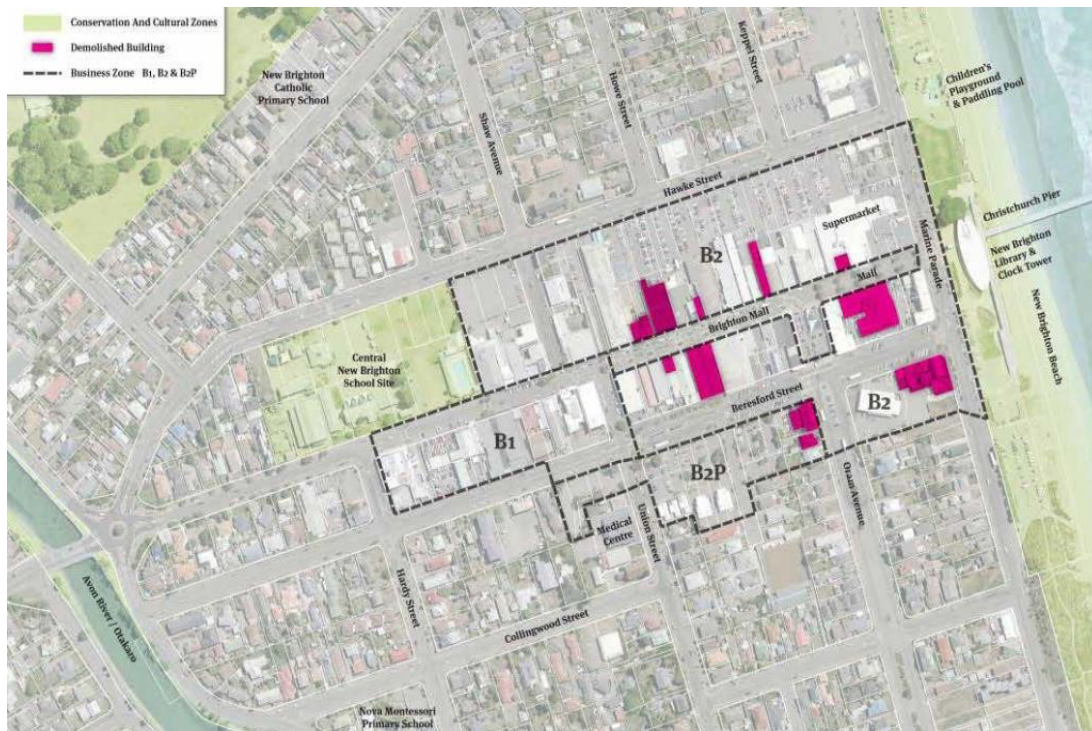 Conservation And Cultural Zones
Demolished Building
Business Zone B1, B2 & B2P
New Brighton
Catholic
Primary School
Shaw Avenue
Howe Street
Keppel Street
Children's
Playground
& Paddling Pool
Hawke Street
Supermarket
Christchurch Pier
Marine Parade
New Brighton
Library &
Clock Tower
B2
Mall
Brighton Mall
New Brighton Beach
Central
New Brighton
School Site
Beresford Street
B2
B1
B2P
Oram Avenue
Medical
Centre
Union Street
Hardy Street
Avon River / Otakaro
Collingwood Street
Nova Montessori
Primary School